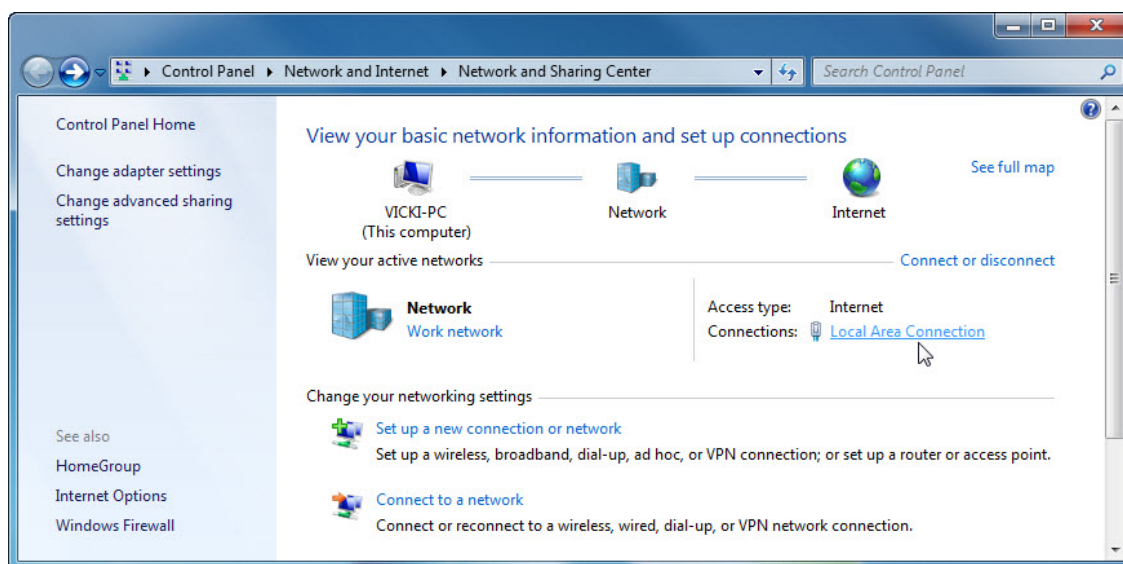 Control Panel Network and Internet Network and Sharing Center Search Control Panel
Control Panel Home
Change adapter settings
Change advanced sharing
settings
See also
HomeGroup
Internet Options
Windows Firewall
View your basic network information and set up connections
See full map
VICKI-PC
(This computer)
Network
Internet
View your active networks Connect or disconnect
Network
Work network
Access type: Internet
Connections: Local Area Connection
Change your networking settings
Set up a new connection or network
Set up a wireless, broadband, dial-up, ad hoc, or VPN connection; or set up a router or access point.
Connect to a network
Connect or reconnect to a wireless, wired, dial-up, or VPN network connection.